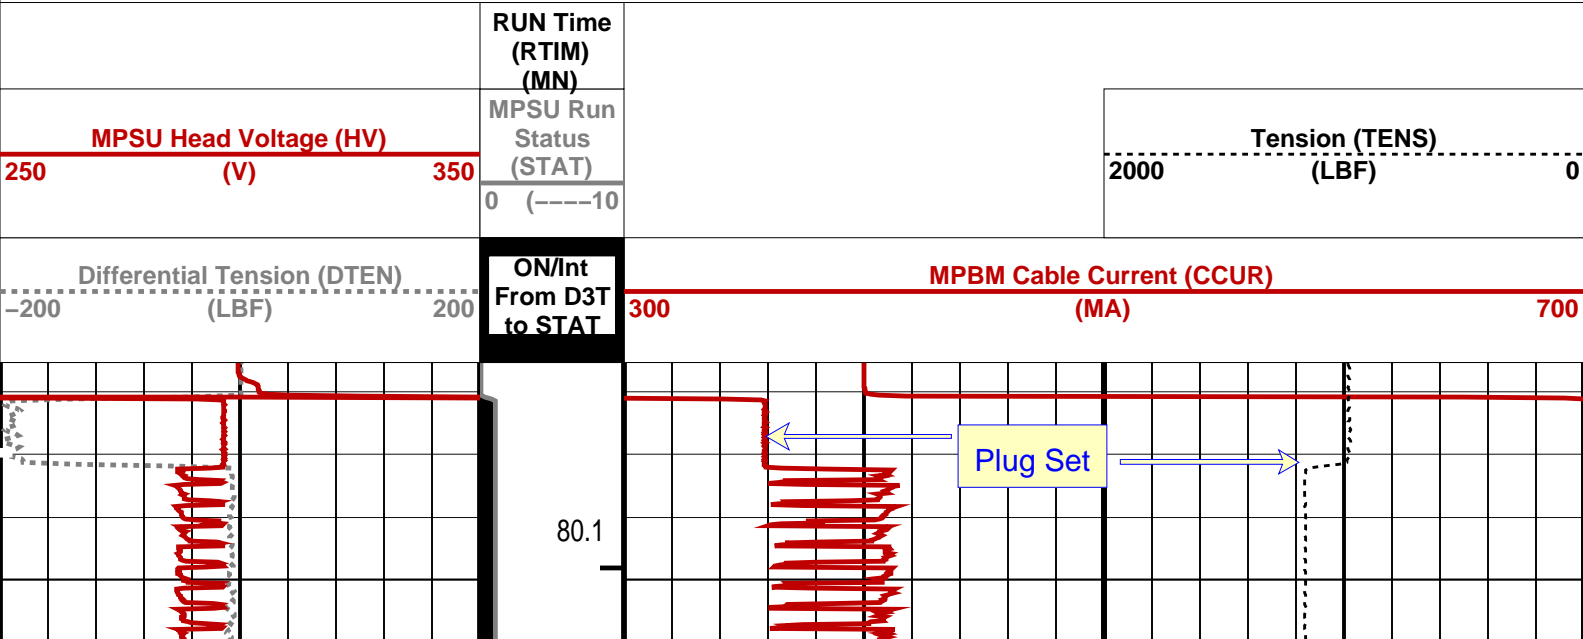 RUN Time
(RTIM)
(MN)
MPSU Run
Status
(STAT)
0 (−−−−10
MPSU Head Voltage (HV)
250 (V) 350
Tension (TENS)
2000 (LBF) 0
Differential Tension (DTEN)
−200 (LBF) 200
ON/Int
From D3T
to STAT
MPBM Cable Current (CCUR)
300 (MA) 700
Plug Set
80.1